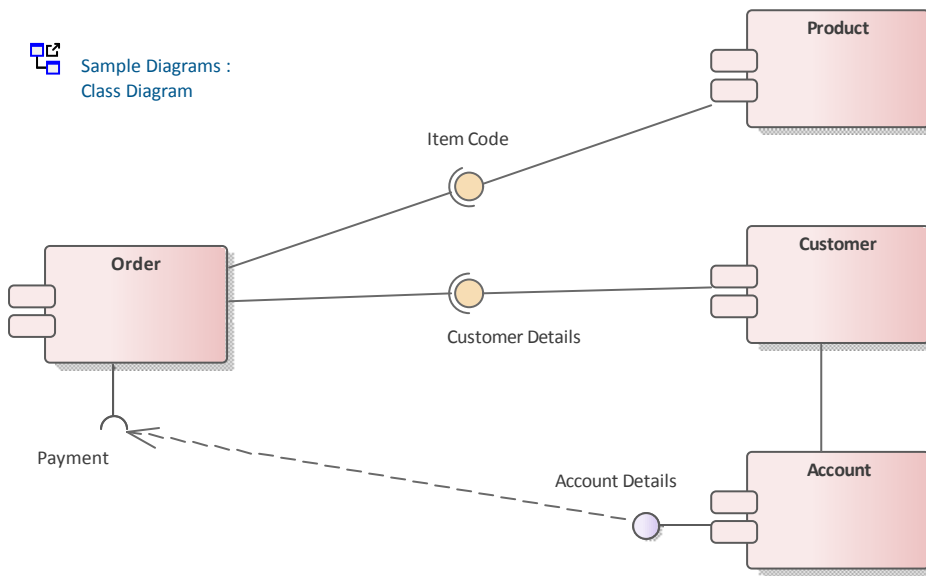 Product
Sample Diagrams :
Class Diagram
Item Code
Customer
Order
Customer Details
Payment
Account
Account Details